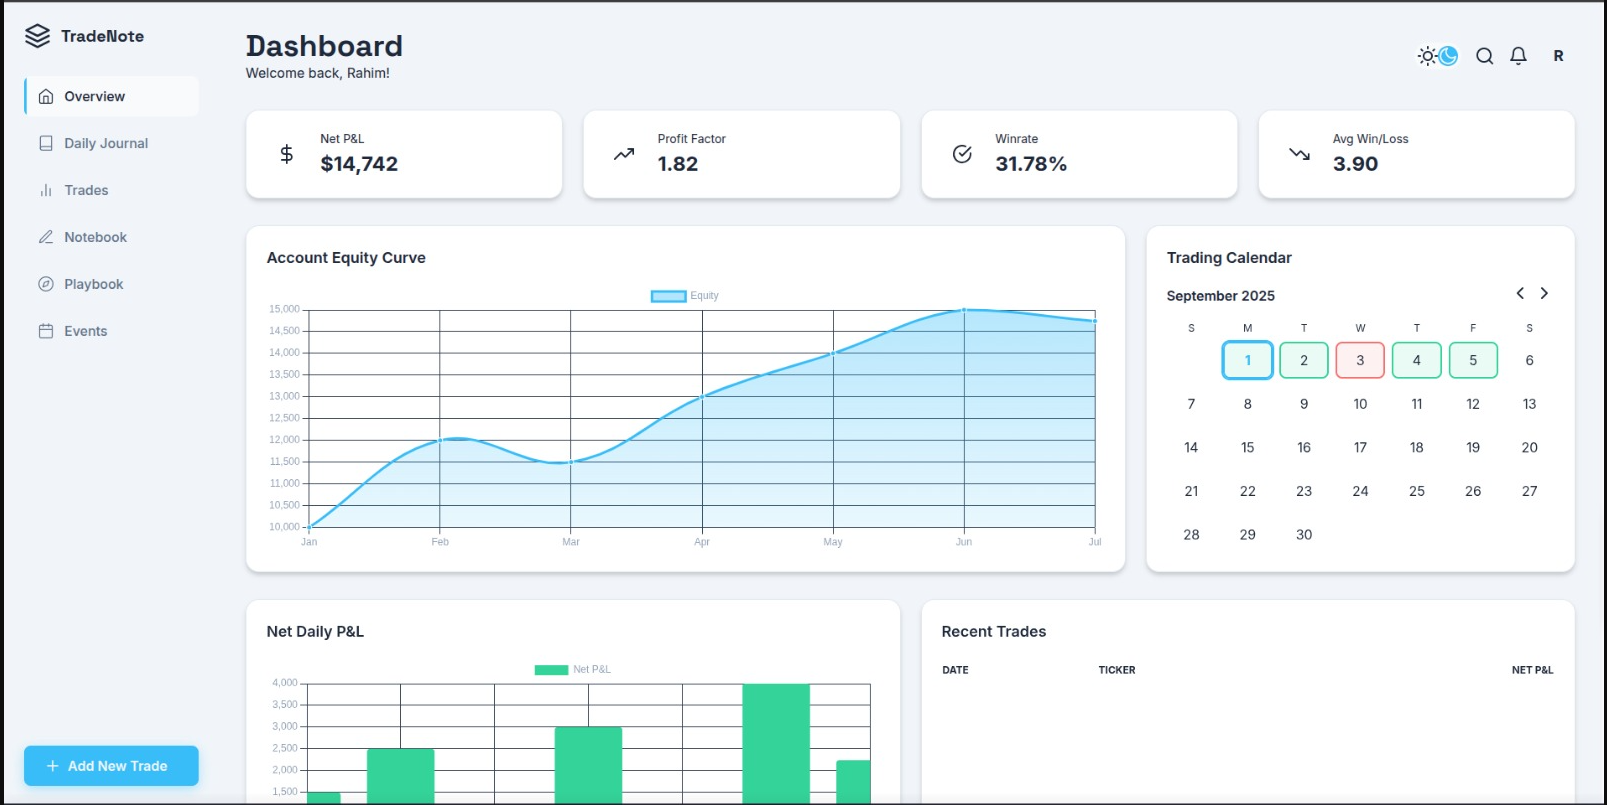 TradeNote
Overview
Daily Journal
Trades
Notebook
Playbook
Events
Add New Trade
Dashboard
Welcome back, Rahim!
R
Net P&L
$14,742
Profit Factor
1.82
Winrate
31.78%
Avg Win/Loss
3.90
Account Equity Curve
Equity
15,000
14,500
14,000
13,500
13,000
12,500
12,000
11,500
11,000
10,500
10,000
Jan Feb Mar Apr May Jun Jul
Trading Calendar
September 2025
S M T W T F S
1 2 3 4 5 6
7 8 9 10 11 12 13
14 15 16 17 18 19 20
21 22 23 24 25 26 27
28 29 30
Net Daily P&L
Net P&L
4,000
3,500
3,000
2,500
2,000
1,500
Recent Trades
DATE TICKER NET P&L